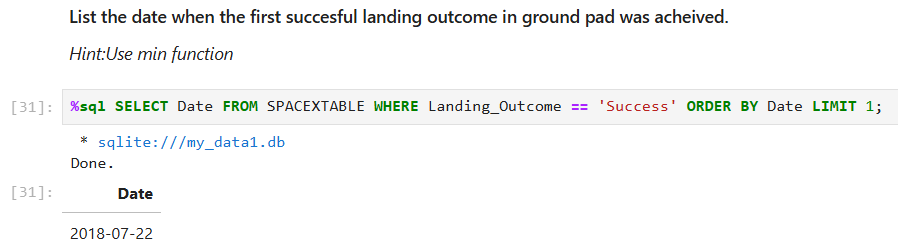 List the date when the first succesful landing outcome in ground pad was acheived.
Hint:Use min function
[31]: %sql SELECT Date FROM SPACEXTABLE WHERE Landing_Outcome == 'Success' ORDER BY Date LIMIT 1;
* sqlite:///my_data1.db
Done.
[31]: Date
2018-07-22